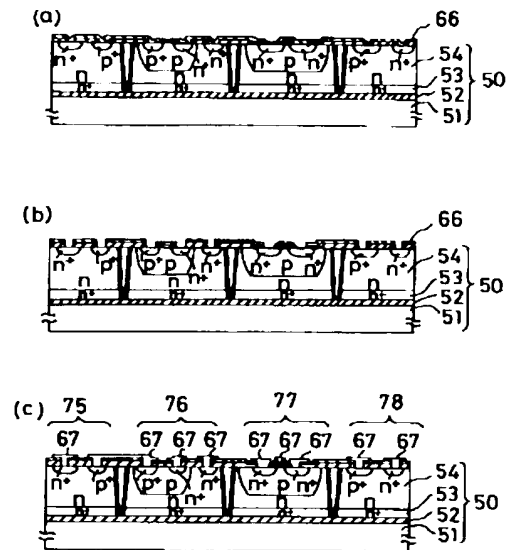 (a)
66
n+ p+ p+ p n+ n+ n+ p n+ p+ n+ 54
n n n n 53
n+ n+ n+ n+ 52
51
50
(b)
66
n+ p+ p+ p n+ n+ n+ p n+ p+ n+ 54
n n n n 53
n+ n+ n+ n+ 52
51
50
(c) 75 76 77 78
67 67 67 67 67 67 67 67 67 67
n+ p+ p+ p n+ n+ p n+ p+ n+ 54
n n n n 53
n+ n+ n+ n+ 52
51
50